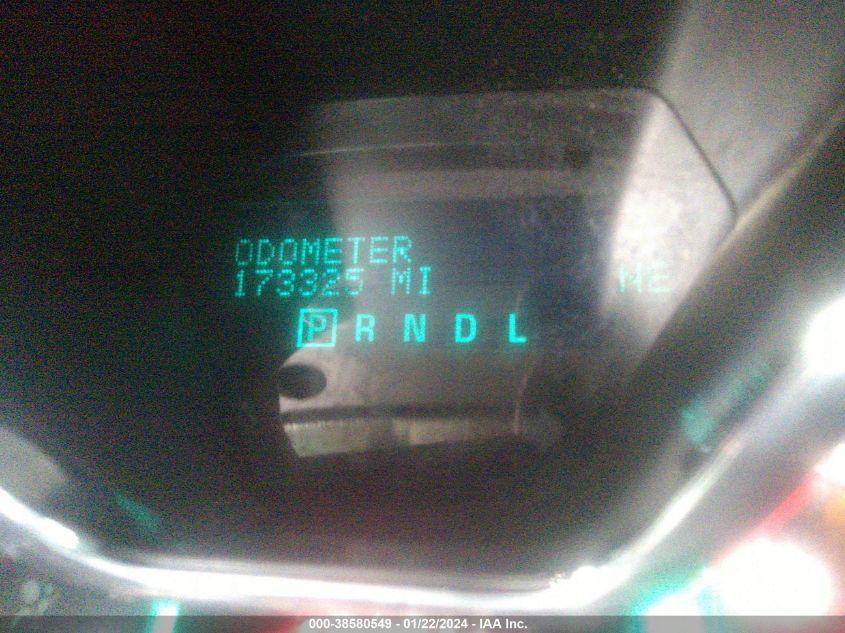 ODOMETER
173325 MI
P R N D L
000-38580549 - 01/22/2024 - IAA Inc.